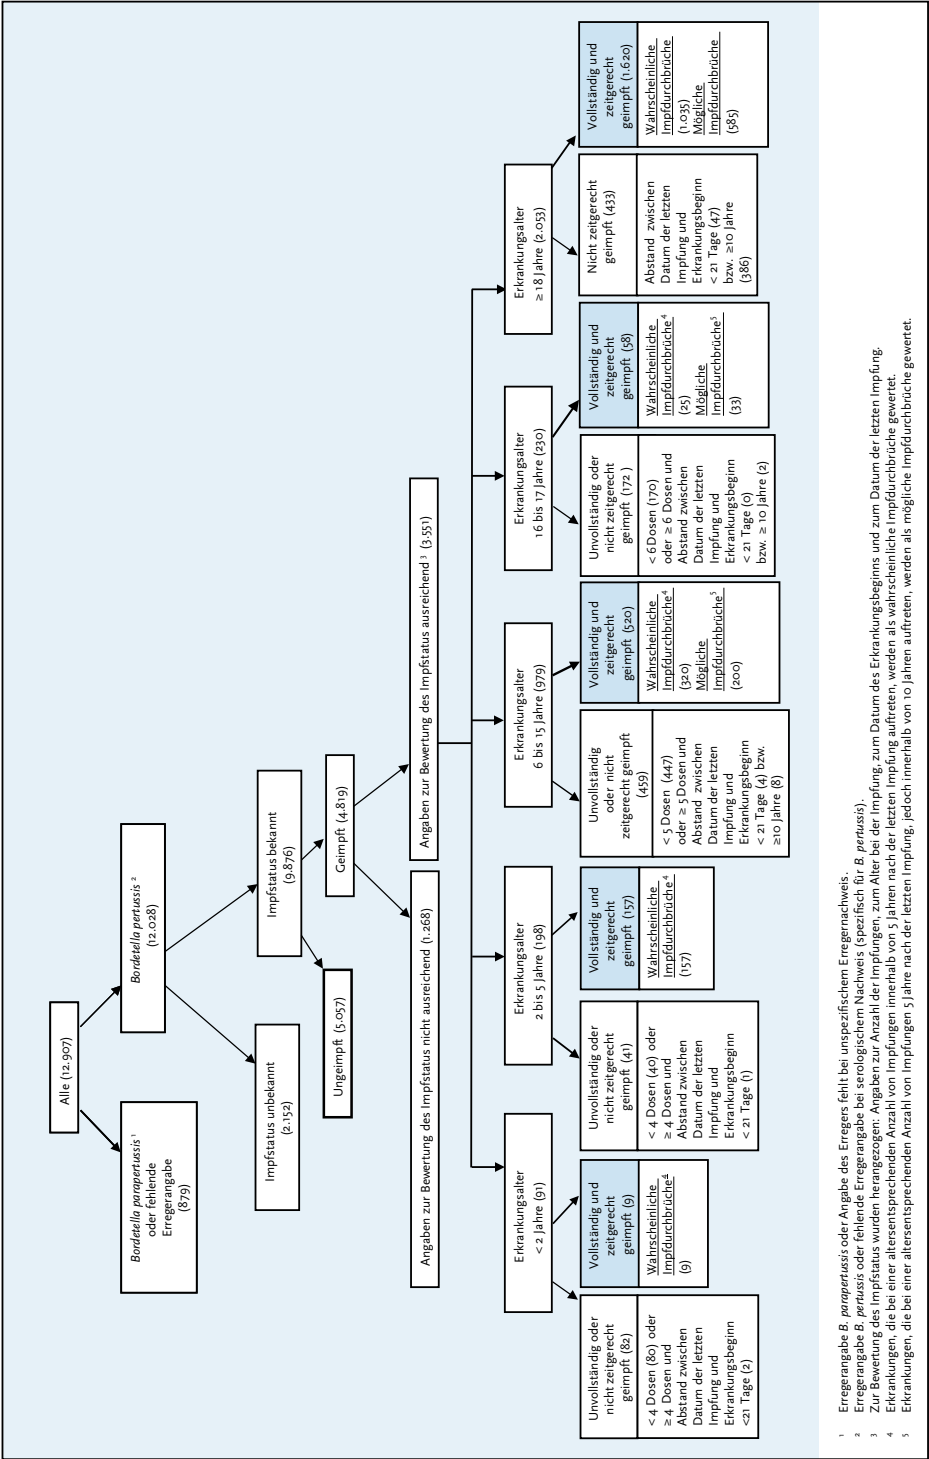 Alle (12.907)
Bordetella parapertussis ¹
oder fehlende
Erregerangabe
(879)
Bordetella pertussis ²
(12.028)
Impfstatus unbekannt
(2.152)
Impfstatus bekannt
(9.876)
Ungeimpft (5.057)
Geimpft (4.819)
Angaben zur Bewertung des Impfstatus nicht ausreichend (1.268)
Angaben zur Bewertung des Impfstatus ausreichend ³ (3.551)
Erkrankungsalter
< 2 Jahre (91)
Erkrankungsalter
2 bis 5 Jahre (198)
Erkrankungsalter
6 bis 15 Jahre (979)
Erkrankungsalter
16 bis 17 Jahre (230)
Erkrankungsalter
≥ 18 Jahre (2.053)
Unvollständig oder
nicht zeitgerecht
geimpft (82)
< 4 Dosen (80) oder
≥ 4 Dosen und
Abstand zwischen
Datum der letzten
Impfung und
Erkrankungsbeginn
<21 Tage (2)
Vollständig und
zeitgerecht
geimpft (9)
Wahrscheinliche
Impfdurchbrüche⁴
(9)
Unvollständig oder
nicht zeitgerecht
geimpft (41)
< 4 Dosen (40) oder
≥ 4 Dosen und
Abstand zwischen
Datum der letzten
Impfung und
Erkrankungsbeginn
< 21 Tage (1)
Vollständig und
zeitgerecht
geimpft (157)
Wahrscheinliche
Impfdurchbrüche⁴
(157)
Unvollständig
oder nicht
zeitgerecht geimpft
(459)
< 5 Dosen (447)
oder ≥ 5 Dosen und
Abstand zwischen
Datum der letzten
Impfung und
Erkrankungsbeginn
< 21 Tage (4) bzw.
≥10 Jahre (8)
Vollständig und
zeitgerecht
geimpft (520)
Wahrscheinliche
Impfdurchbrüche⁴
(320)
Mögliche
Impfdurchbrüche⁵
(200)
Unvollständig oder
nicht zeitgerecht
geimpft (172 )
< 6 Dosen (170)
oder ≥ 6 Dosen und
Abstand zwischen
Datum der letzten
Impfung und
Erkrankungsbeginn
< 21 Tage (0)
bzw. ≥ 10 Jahre (2)
Vollständig und
zeitgerecht
geimpft (58)
Wahrscheinliche
Impfdurchbrüche⁴
(25)
Mögliche
Impfdurchbrüche⁵
(33)
Nicht zeitgerecht
geimpft (433)
Abstand zwischen
Datum der letzten
Impfung und
Erkrankungsbeginn
< 21 Tage (47)
bzw. ≥10 Jahre
(386)
Vollständig und
zeitgerecht
geimpft (1.620)
Wahrscheinliche
Impfdurchbrüche
(1.035)
Mögliche
Impfdurchbrüche
(585)
¹ Erregerangabe B. parapertussis oder Angabe des Erregers fehlt bei unspezifischem Erregernachweis.
² Erregerangabe B. pertussis oder fehlende Erregerangabe bei serologischem Nachweis (spezifisch für B. pertussis).
³ Zur Bewertung des Impfstatus wurden herangezogen: Angaben zur Anzahl der Impfungen, zum Alter bei der Impfung, zum Datum des Erkrankungsbeginns und zum Datum der letzten Impfung.
⁴ Erkrankungen, die bei einer altersentsprechenden Anzahl von Impfungen innerhalb von 5 Jahren nach der letzten Impfung auftreten, werden als wahrscheinliche Impfdurchbrüche gewertet.
⁵ Erkrankungen, die bei einer altersentsprechenden Anzahl von Impfungen 5 Jahre nach der letzten Impfung, jedoch innerhalb von 10 Jahren auftreten, werden als mögliche Impfdurchbrüche gewertet.